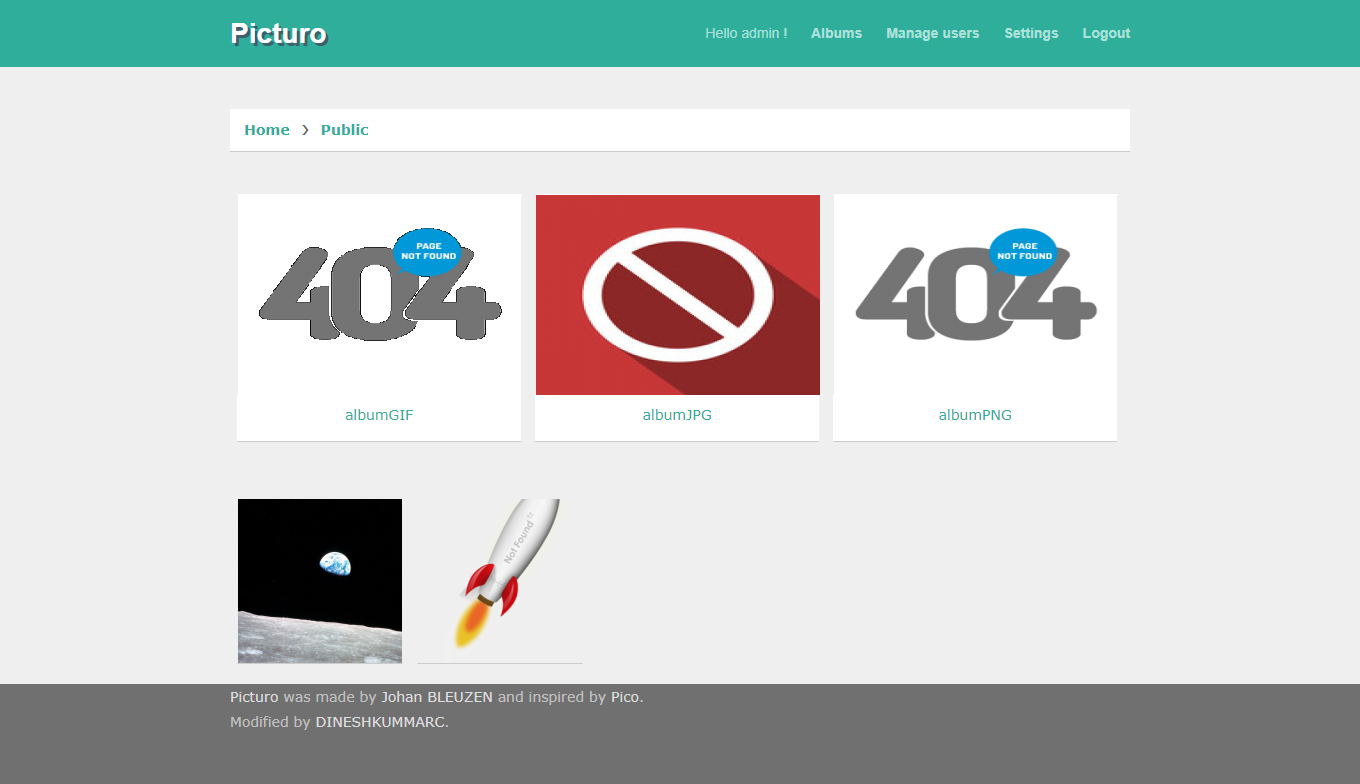 Picturo
Hello admin ! Albums Manage users Settings Logout
Home › Public
404 PAGE NOT FOUND
404 PAGE NOT FOUND
albumGIF albumJPG albumPNG
Not Found
Picturo was made by Johan BLEUZEN and inspired by Pico.
Modified by DINESHKUMMARC.